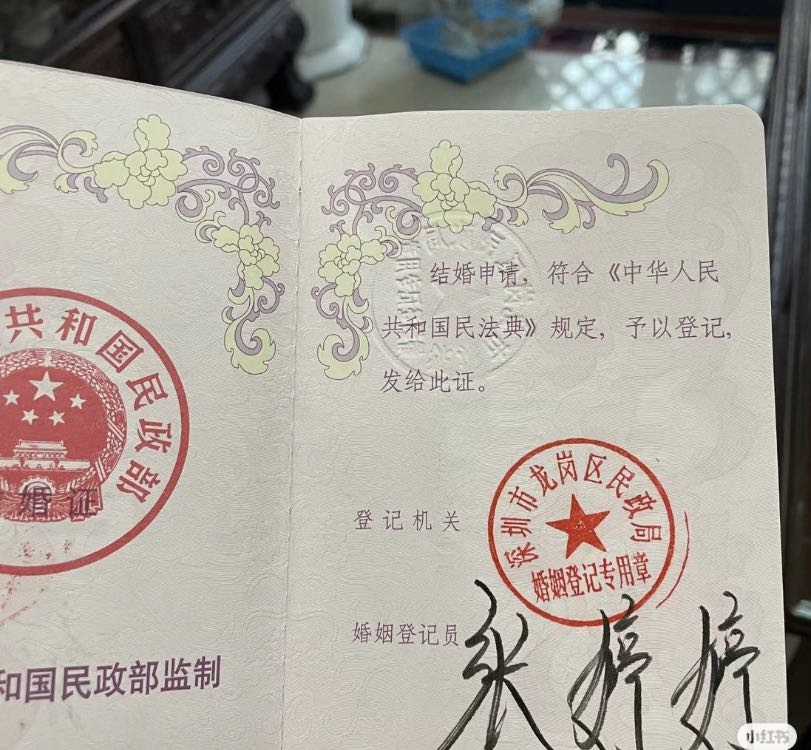 共和国民政部
婚证
和国民政部监制
结婚申请，符合《中华人民
共和国民法典》规定，予以登记，
发给此证。
登记机关
深圳市龙岗区民政局
婚姻登记专用章
婚姻登记员
张婷婷
小红书